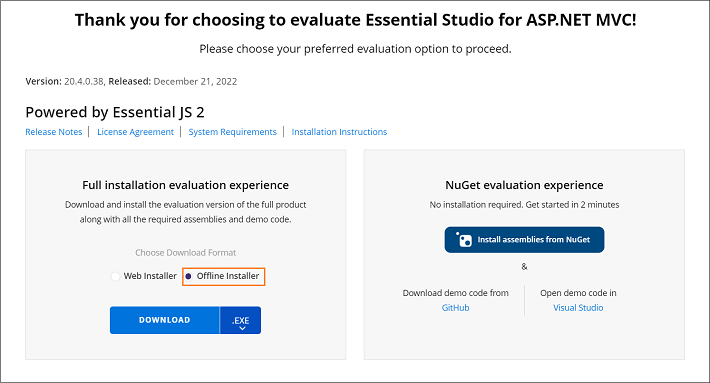 Thank you for choosing to evaluate Essential Studio for ASP.NET MVC!
Please choose your preferred evaluation option to proceed.
Version: 20.4.0.38, Released: December 21, 2022
Powered by Essential JS 2
Release Notes | License Agreement | System Requirements | Installation Instructions
Full installation evaluation experience
Download and install the evaluation version of the full product
along with all the required assemblies and demo code.
Choose Download Format
Web Installer Offline Installer
DOWNLOAD .EXE
NuGet evaluation experience
No installation required. Get started in 2 minutes
Install assemblies from NuGet
&
Download demo code from
GitHub
Open demo code in
Visual Studio